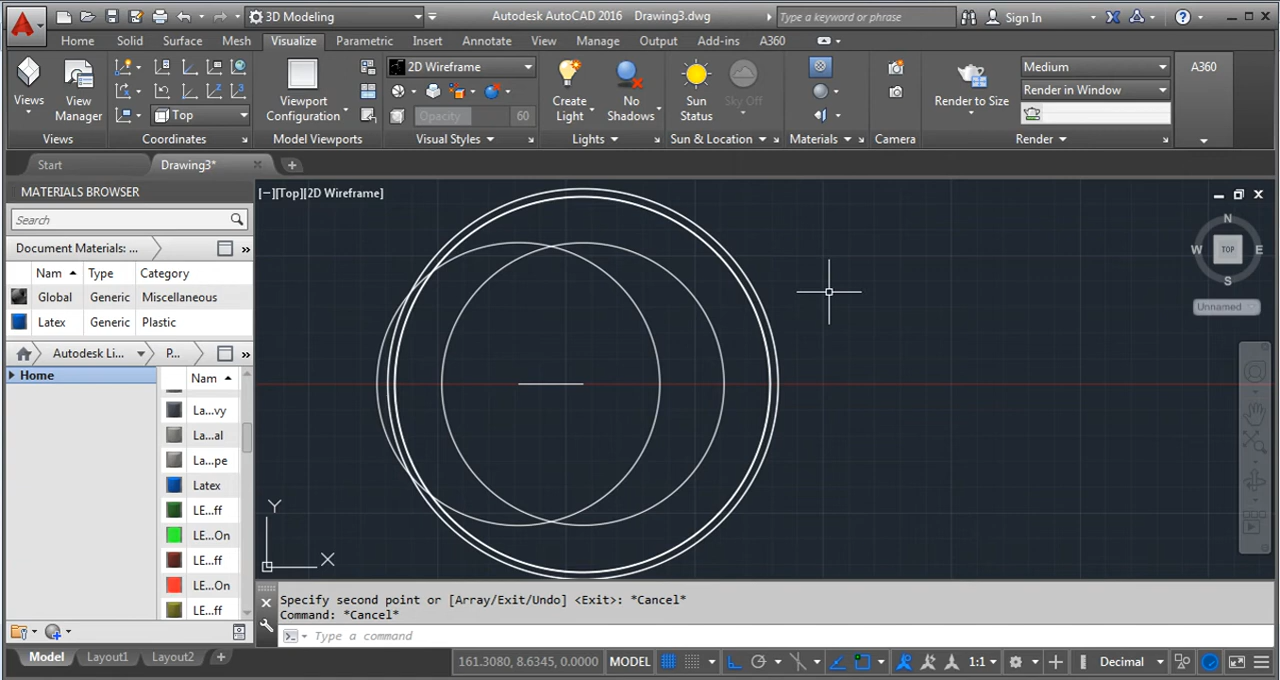 3D Modeling
Autodesk AutoCAD 2016 Drawing3.dwg
Type a keyword or phrase
Sign In
Home Solid Surface Mesh Visualize Parametric Insert Annotate View Manage Output Add-ins A360
2D Wireframe
Medium
A360
Views
View Manager
Top
Viewport Configuration
Opacity 60
Create Light
No Shadows
Sun Status
Sky Off
Render to Size
Render in Window
Views
Coordinates
Model Viewports
Visual Styles
Lights
Sun & Location
Materials
Camera
Render
Start
Drawing3*
MATERIALS BROWSER
Search
Document Materials: ...
Nam Type Category
Global Generic Miscellaneous
Latex Generic Plastic
Autodesk Li...
P...
Home
Nam
La...vy
La...al
La...pe
Latex
LE...ff
LE...On
LE...ff
LE...On
LE...ff
[−][Top][2D Wireframe]
N
W TOP E
S
Unnamed
Y
X
Specify second point or [Array/Exit/Undo] <Exit>: *Cancel*
Command: *Cancel*
Type a command
Model Layout1 Layout2
161.3080, 8.6345, 0.0000 MODEL 1:1 Decimal